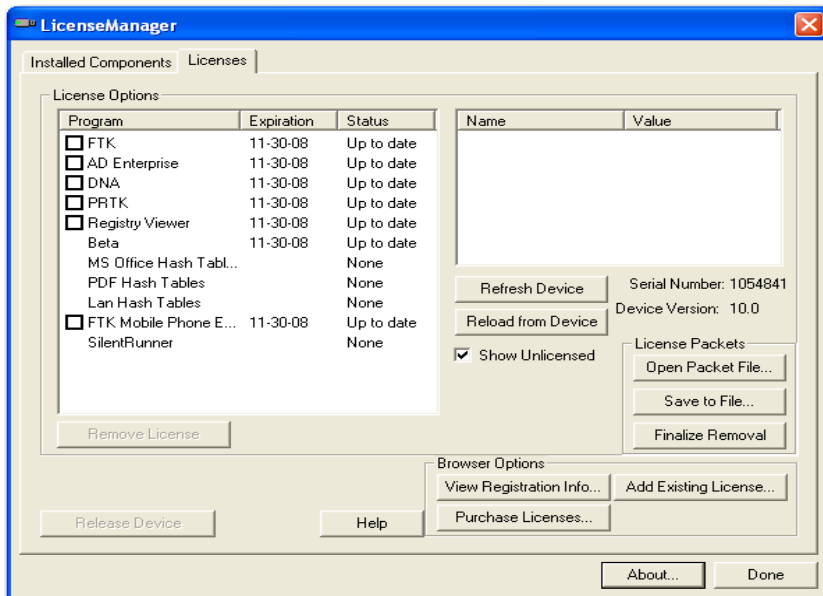 LicenseManager
Installed Components Licenses
License Options
Program Expiration Status
FTK 11-30-08 Up to date
AD Enterprise 11-30-08 Up to date
DNA 11-30-08 Up to date
PRTK 11-30-08 Up to date
Registry Viewer 11-30-08 Up to date
Beta 11-30-08 Up to date
MS Office Hash Tabl... None
PDF Hash Tables None
Lan Hash Tables None
FTK Mobile Phone E... 11-30-08 Up to date
SilentRunner None
Remove License
Name Value
Refresh Device Serial Number: 1054841
Reload from Device Device Version: 10.0
Show Unlicensed
License Packets
Open Packet File...
Save to File...
Finalize Removal
Browser Options
View Registration Info... Add Existing License...
Purchase Licenses...
Release Device Help
About... Done